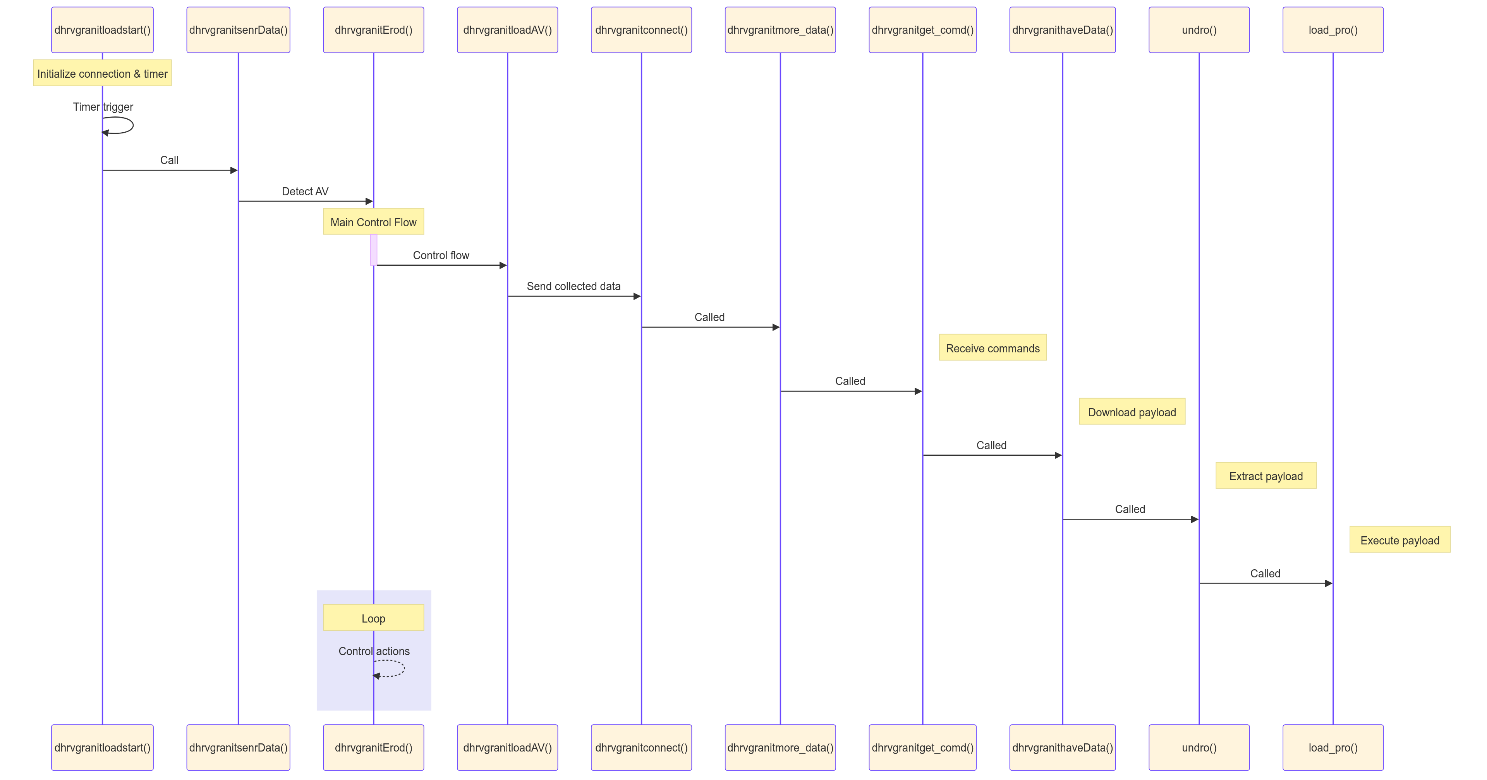 dhrvgranitloadstart()
dhrvgranitsenrData()
dhrvgranitErod()
dhrvgranitloadAV()
dhrvgranitconnect()
dhrvgranitmore_data()
dhrvgranitget_comd()
dhrvgranithaveData()
undro()
load_pro()
Initialize connection & timer
Timer trigger
Call
Detect AV
Main Control Flow
Control flow
Send collected data
Called
Receive commands
Called
Download payload
Called
Extract payload
Called
Execute payload
Called
Loop
Control actions
dhrvgranitloadstart()
dhrvgranitsenrData()
dhrvgranitErod()
dhrvgranitloadAV()
dhrvgranitconnect()
dhrvgranitmore_data()
dhrvgranitget_comd()
dhrvgranithaveData()
undro()
load_pro()